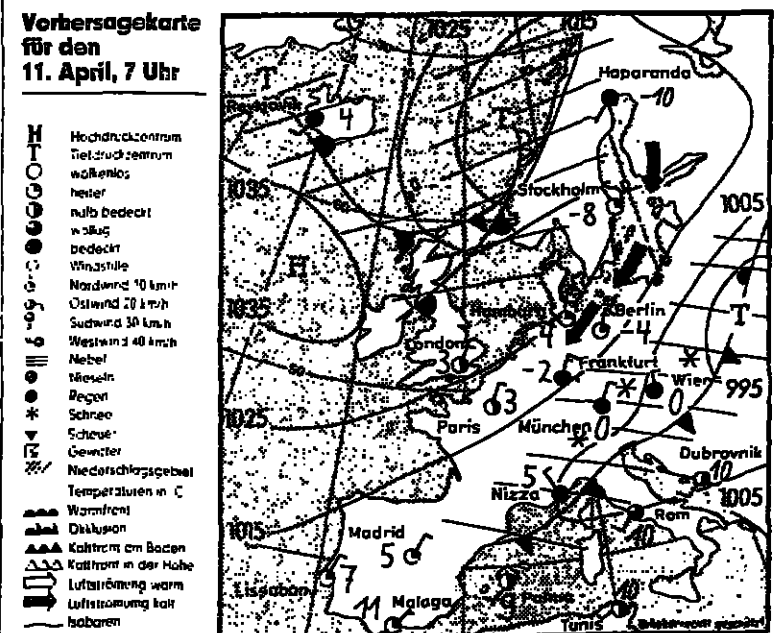 Vorhersagekarte
für den
11. April, 7 Uhr
H Hochdruckzentrum
T Tiefdruckzentrum
wolkenlos
heiter
halb bedeckt
wolkig
bedeckt
Windstille
Nordwind 10 km/h
Ostwind 20 km/h
Südwind 30 km/h
Westwind 40 km/h
Nebel
Nieseln
Regen
Schnee
Schauer
Gewitter
Niederschlagsgebiet
Temperaturen in °C
Warmfront
Okklusion
Kaltfront am Boden
Kaltfront in der Höhe
Luftströmung warm
Luftströmung kalt
Isobaren
1025
1015
T
Haparanda
-10
Reykjavik
4
T
1035
Stockholm
-8
1005
H
1035
Hamburg
4
Berlin
-4
T
London
3
-2
Frankfurt
Wien
0
995
1025
3
Paris
München
0
Dubrovnik
10
5
Nizza
1005
Rom
10
1015
Madrid
5
Lissabon
7
11
Malaga
Palma
10
Tunis